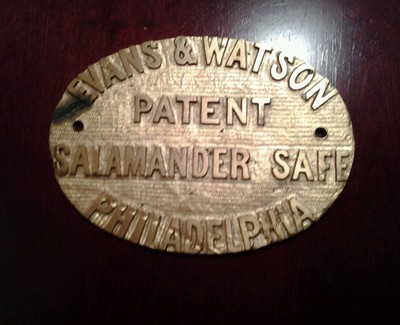 EVANS & WATSON
PATENT
SALAMANDER SAFE
PHILADELPHIA